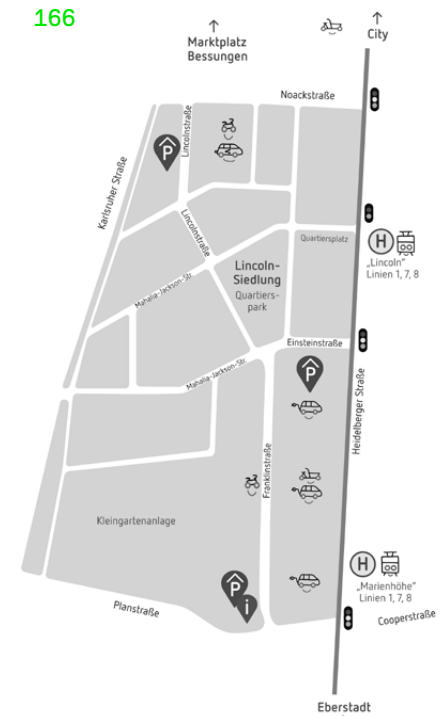 166
Marktplatz
Bessungen
City
Noackstraße
Lincolnstraße
P
Karlsruher Straße
Lincolnstraße
Quartiersplatz
H
„Lincoln"
Linien 1, 7, 8
Lincoln-
Siedlung
Quartiers-
park
Mahalia-Jackson-Str.
Einsteinstraße
Mahalia-Jackson-Str.
P
Heidelberger Straße
Franklinstraße
Kleingartenanlage
H
„Marienhöhe"
Linien 1, 7, 8
P
i
Planstraße
Cooperstraße
Eberstadt